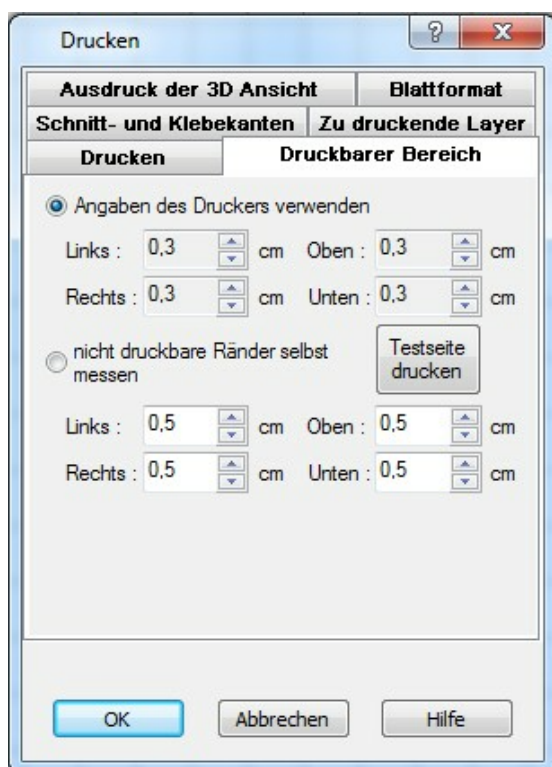 Drucken
Ausdruck der 3D Ansicht Blattformat
Schnitt- und Klebekanten Zu druckende Layer
Drucken Druckbarer Bereich
Angaben des Druckers verwenden
Links : 0,3 cm Oben : 0,3 cm
Rechts : 0,3 cm Unten : 0,3 cm
nicht druckbare Ränder selbst
messen
Testseite
drucken
Links : 0,5 cm Oben : 0,5 cm
Rechts : 0,5 cm Unten : 0,5 cm
OK Abbrechen Hilfe